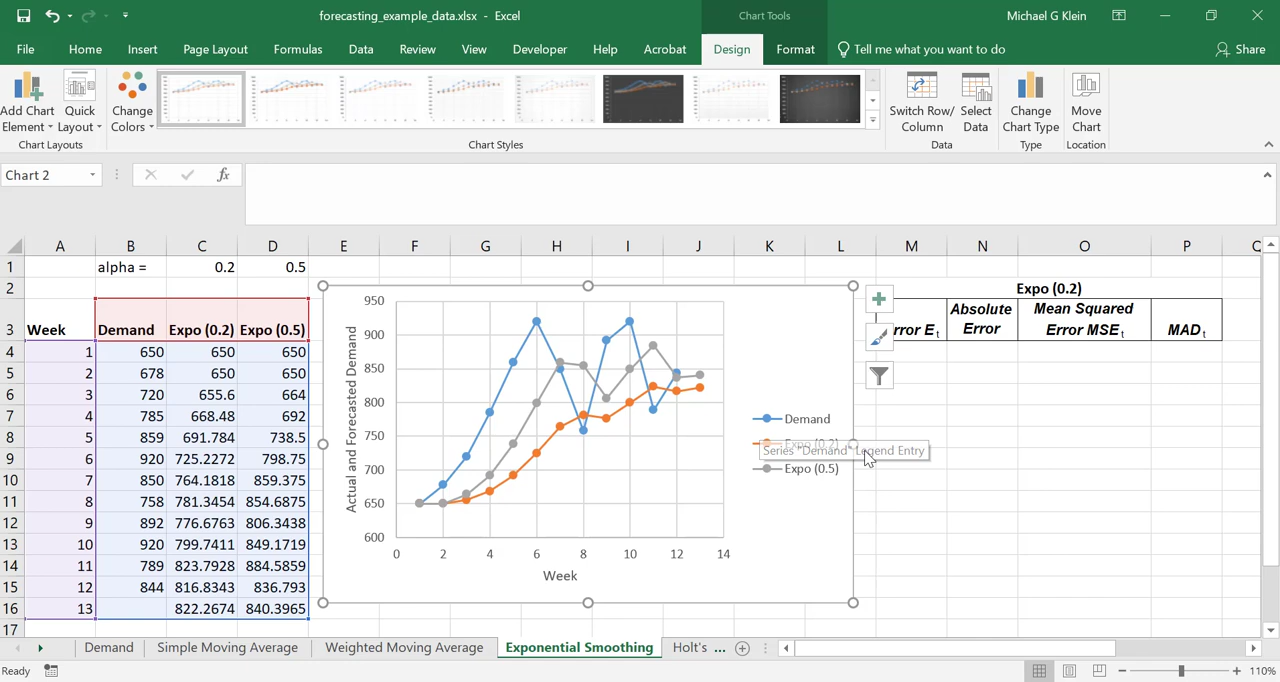 forecasting_example_data.xlsx - Excel
Chart Tools
Michael G Klein
File Home Insert Page Layout Formulas Data Review View Developer Help Acrobat Design Format Tell me what you want to do Share
Add Chart Element
Quick Layout
Change Colors
Switch Row/ Column
Select Data
Change Chart Type
Move Chart
Chart Layouts
Chart Styles
Data
Type
Location
Chart 2
fx
A B C D E F G H I J K L M N O P Q
1 alpha = 0.2 0.5
2 Expo (0.2)
3 Week Demand Expo (0.2) Expo (0.5)
rror Et
Absolute Error
Mean Squared Error MSEt
MADt
4 1 650 650 650
5 2 678 650 650
6 3 720 655.6 664
7 4 785 668.48 692
8 5 859 691.784 738.5
9 6 920 725.2272 798.75
10 7 850 764.1818 859.375
11 8 758 781.3454 854.6875
12 9 892 776.6763 806.3438
13 10 920 799.7411 849.1719
14 11 789 823.7928 884.5859
15 12 844 816.8343 836.793
16 13 822.2674 840.3965
17
Actual and Forecasted Demand
950
900
850
800
750
700
650
600
0 2 4 6 8 10 12 14
Week
Demand
Expo (0.2)
Series "Demand" Legend Entry
Expo (0.5)
Demand Simple Moving Average Weighted Moving Average Exponential Smoothing Holt's ...
Ready
110%